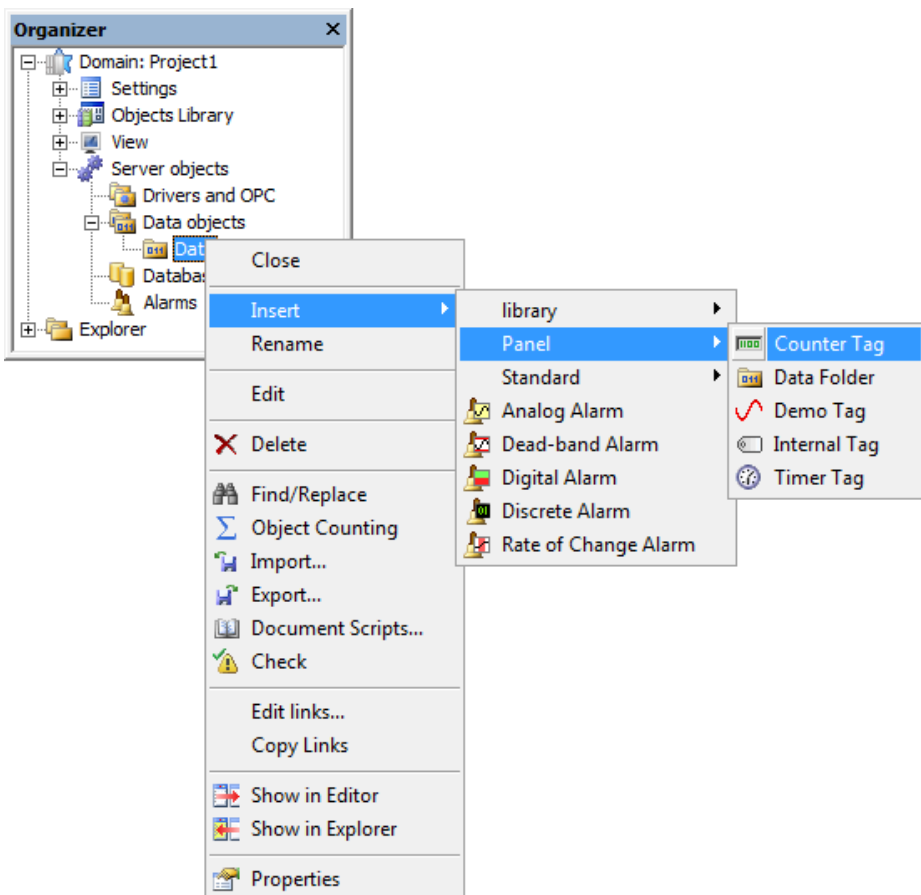 Organizer
Domain: Project1
Settings
Objects Library
View
Server objects
Drivers and OPC
Data objects
Dat
Databas
Alarms
Explorer
Close
Insert
Rename
Edit
Delete
Find/Replace
Object Counting
Import...
Export...
Document Scripts...
Check
Edit links...
Copy Links
Show in Editor
Show in Explorer
Properties
library
Panel
Standard
Analog Alarm
Dead-band Alarm
Digital Alarm
Discrete Alarm
Rate of Change Alarm
Counter Tag
Data Folder
Demo Tag
Internal Tag
Timer Tag